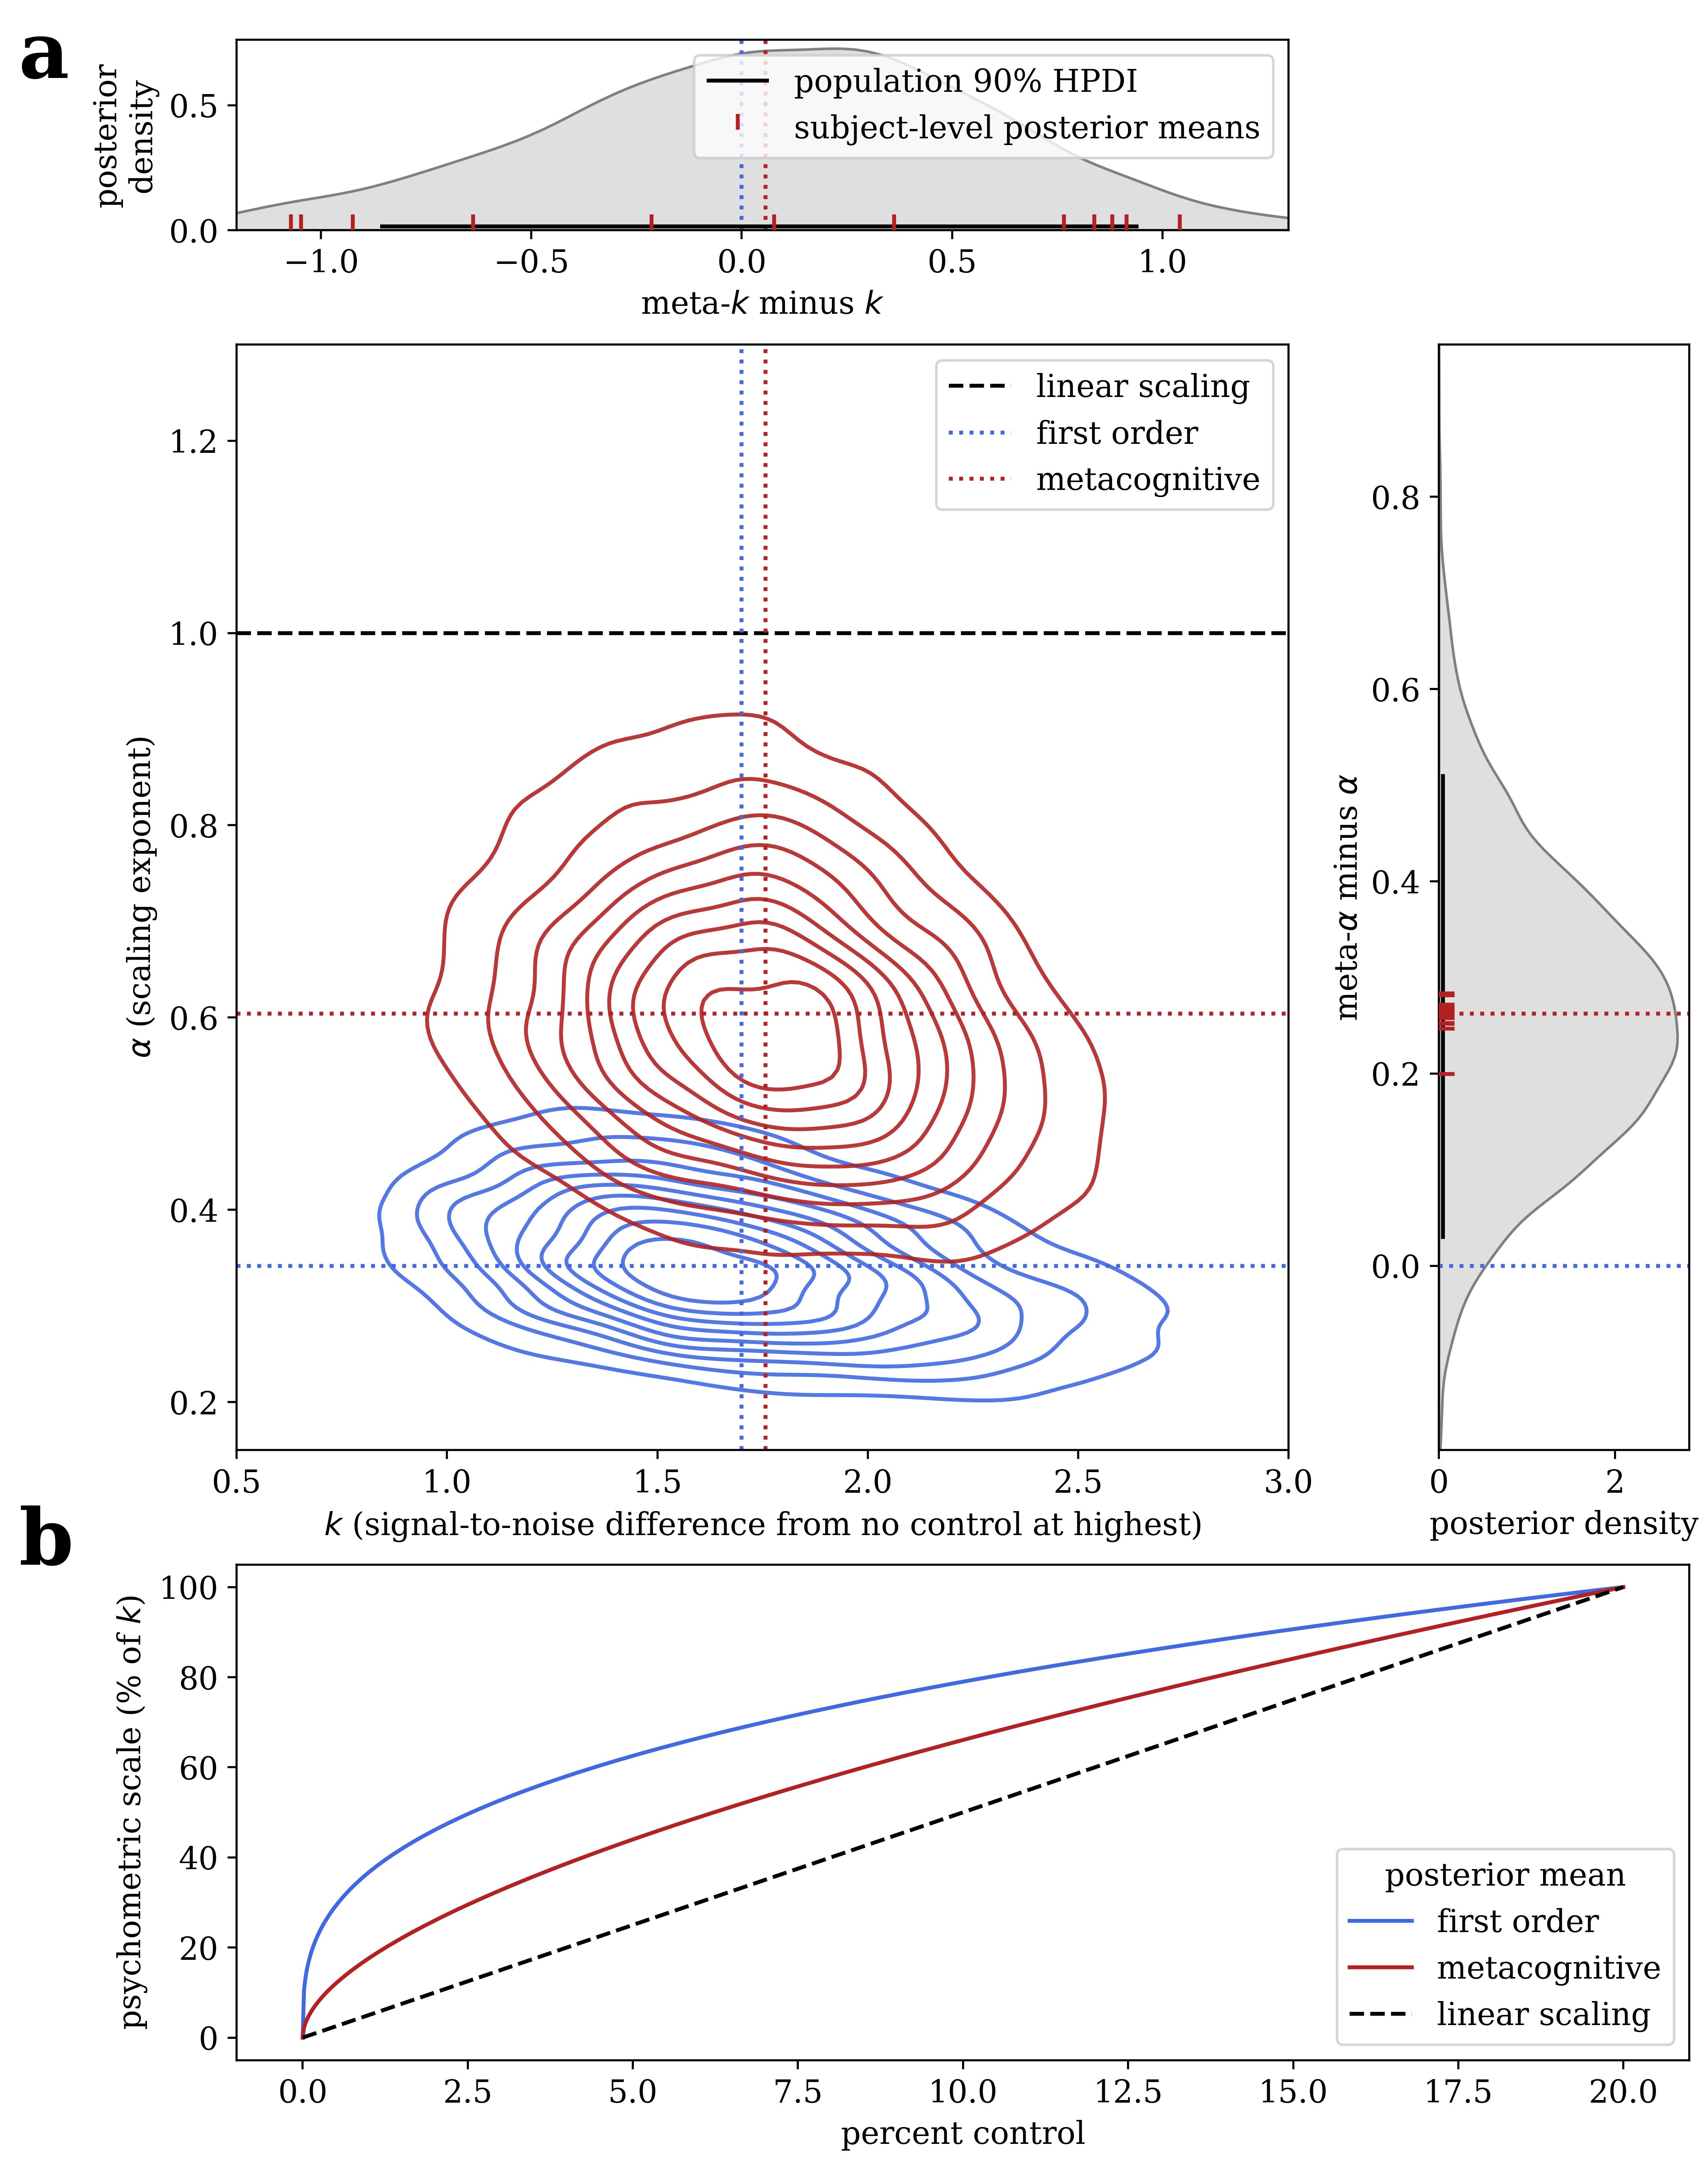 a
posterior
density
0.5
0.0
population 90% HPDI
subject-level posterior means
−1.0 −0.5 0.0 0.5 1.0
meta-k minus k
α (scaling exponent)
1.2
1.0
0.8
0.6
0.4
0.2
linear scaling
first order
metacognitive
0.5 1.0 1.5 2.0 2.5 3.0
k (signal-to-noise difference from no control at highest)
meta-α minus α
0.8
0.6
0.4
0.2
0.0
0 2
posterior density
b
psychometric scale (% of k)
100
80
60
40
20
0
posterior mean
first order
metacognitive
linear scaling
0.0 2.5 5.0 7.5 10.0 12.5 15.0 17.5 20.0
percent control